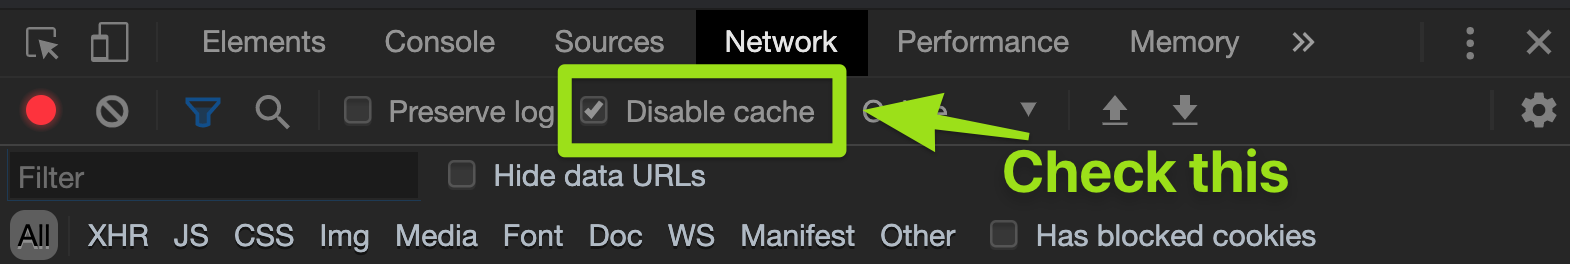 Elements Console Sources Network Performance Memory
Preserve log Disable cache
Filter Hide data URLs
Check this
All XHR JS CSS Img Media Font Doc WS Manifest Other Has blocked cookies